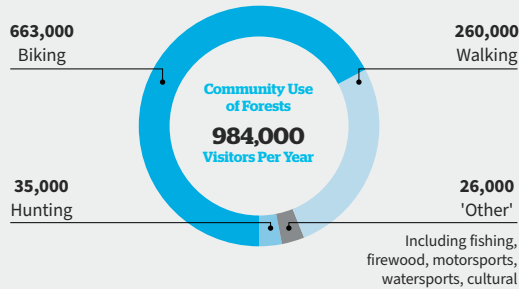 663,000
Biking
260,000
Walking
Community Use
of Forests
984,000
Visitors Per Year
35,000
Hunting
26,000
'Other'
Including fishing,
firewood, motorsports,
watersports, cultural